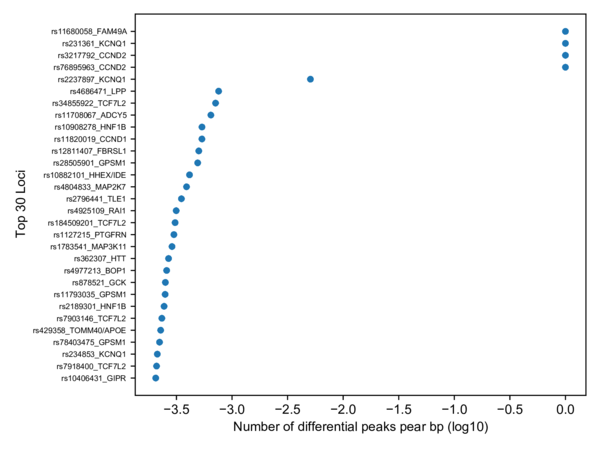 rs11680058_FAM49A
rs231361_KCNQ1
rs3217792_CCND2
rs76895963_CCND2
rs2237897_KCNQ1
rs4686471_LPP
rs34855922_TCF7L2
rs11708067_ADCY5
rs10908278_HNF1B
rs11820019_CCND1
rs12811407_FBRSL1
rs28505901_GPSM1
rs10882101_HHEX/IDE
rs4804833_MAP2K7
rs2796441_TLE1
rs4925109_RAI1
rs184509201_TCF7L2
rs1127215_PTGFRN
rs1783541_MAP3K11
rs362307_HTT
rs4977213_BOP1
rs878521_GCK
rs11793035_GPSM1
rs2189301_HNF1B
rs7903146_TCF7L2
rs429358_TOMM40/APOE
rs78403475_GPSM1
rs234853_KCNQ1
rs7918400_TCF7L2
rs10406431_GIPR
Top 30 Loci
−3.5 −3.0 −2.5 −2.0 −1.5 −1.0 −0.5 0.0
Number of differential peaks pear bp (log10)